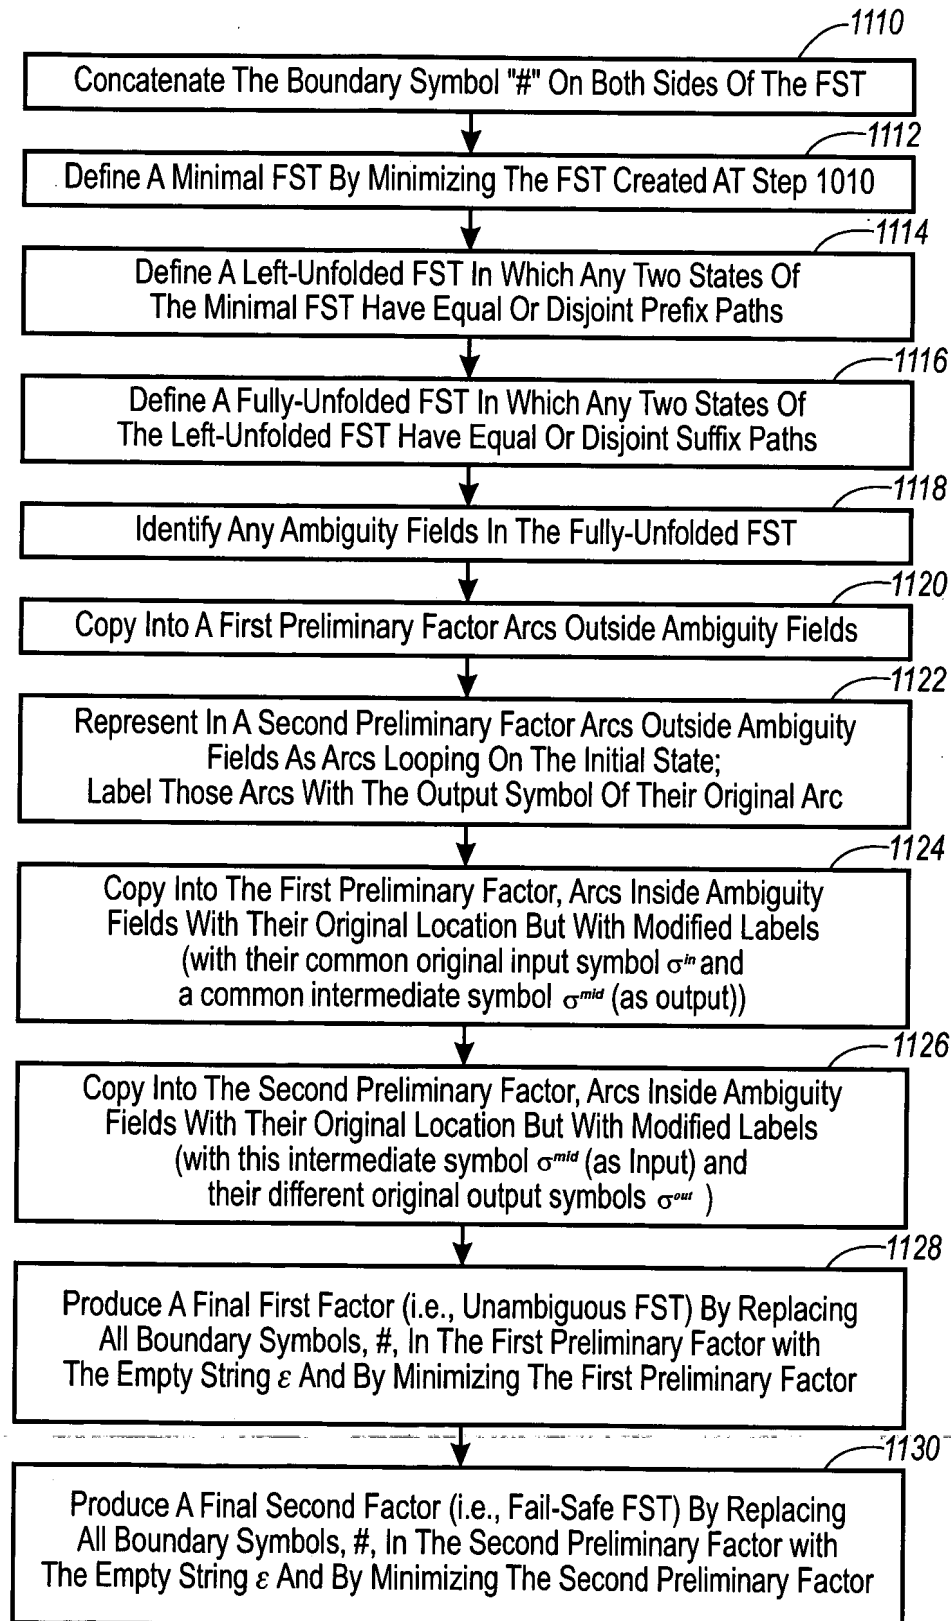 1110
Concatenate The Boundary Symbol "#" On Both Sides Of The FST
1112
Define A Minimal FST By Minimizing The FST Created AT Step 1010
1114
Define A Left-Unfolded FST In Which Any Two States Of
The Minimal FST Have Equal Or Disjoint Prefix Paths
1116
Define A Fully-Unfolded FST In Which Any Two States Of
The Left-Unfolded FST Have Equal Or Disjoint Suffix Paths
1118
Identify Any Ambiguity Fields In The Fully-Unfolded FST
1120
Copy Into A First Preliminary Factor Arcs Outside Ambiguity Fields
1122
Represent In A Second Preliminary Factor Arcs Outside Ambiguity
Fields As Arcs Looping On The Initial State;
Label Those Arcs With The Output Symbol Of Their Original Arc
1124
Copy Into The First Preliminary Factor, Arcs Inside Ambiguity
Fields With Their Original Location But With Modified Labels
(with their common original input symbol σ^in and
a common intermediate symbol σ^mid (as output))
1126
Copy Into The Second Preliminary Factor, Arcs Inside Ambiguity
Fields With Their Original Location But With Modified Labels
(with this intermediate symbol σ^mid (as Input) and
their different original output symbols σ^out )
1128
Produce A Final First Factor (i.e., Unambiguous FST) By Replacing
All Boundary Symbols, #, In The First Preliminary Factor with
The Empty String ε And By Minimizing The First Preliminary Factor
1130
Produce A Final Second Factor (i.e., Fail-Safe FST) By Replacing
All Boundary Symbols, #, In The Second Preliminary Factor with
The Empty String ε And By Minimizing The Second Preliminary Factor